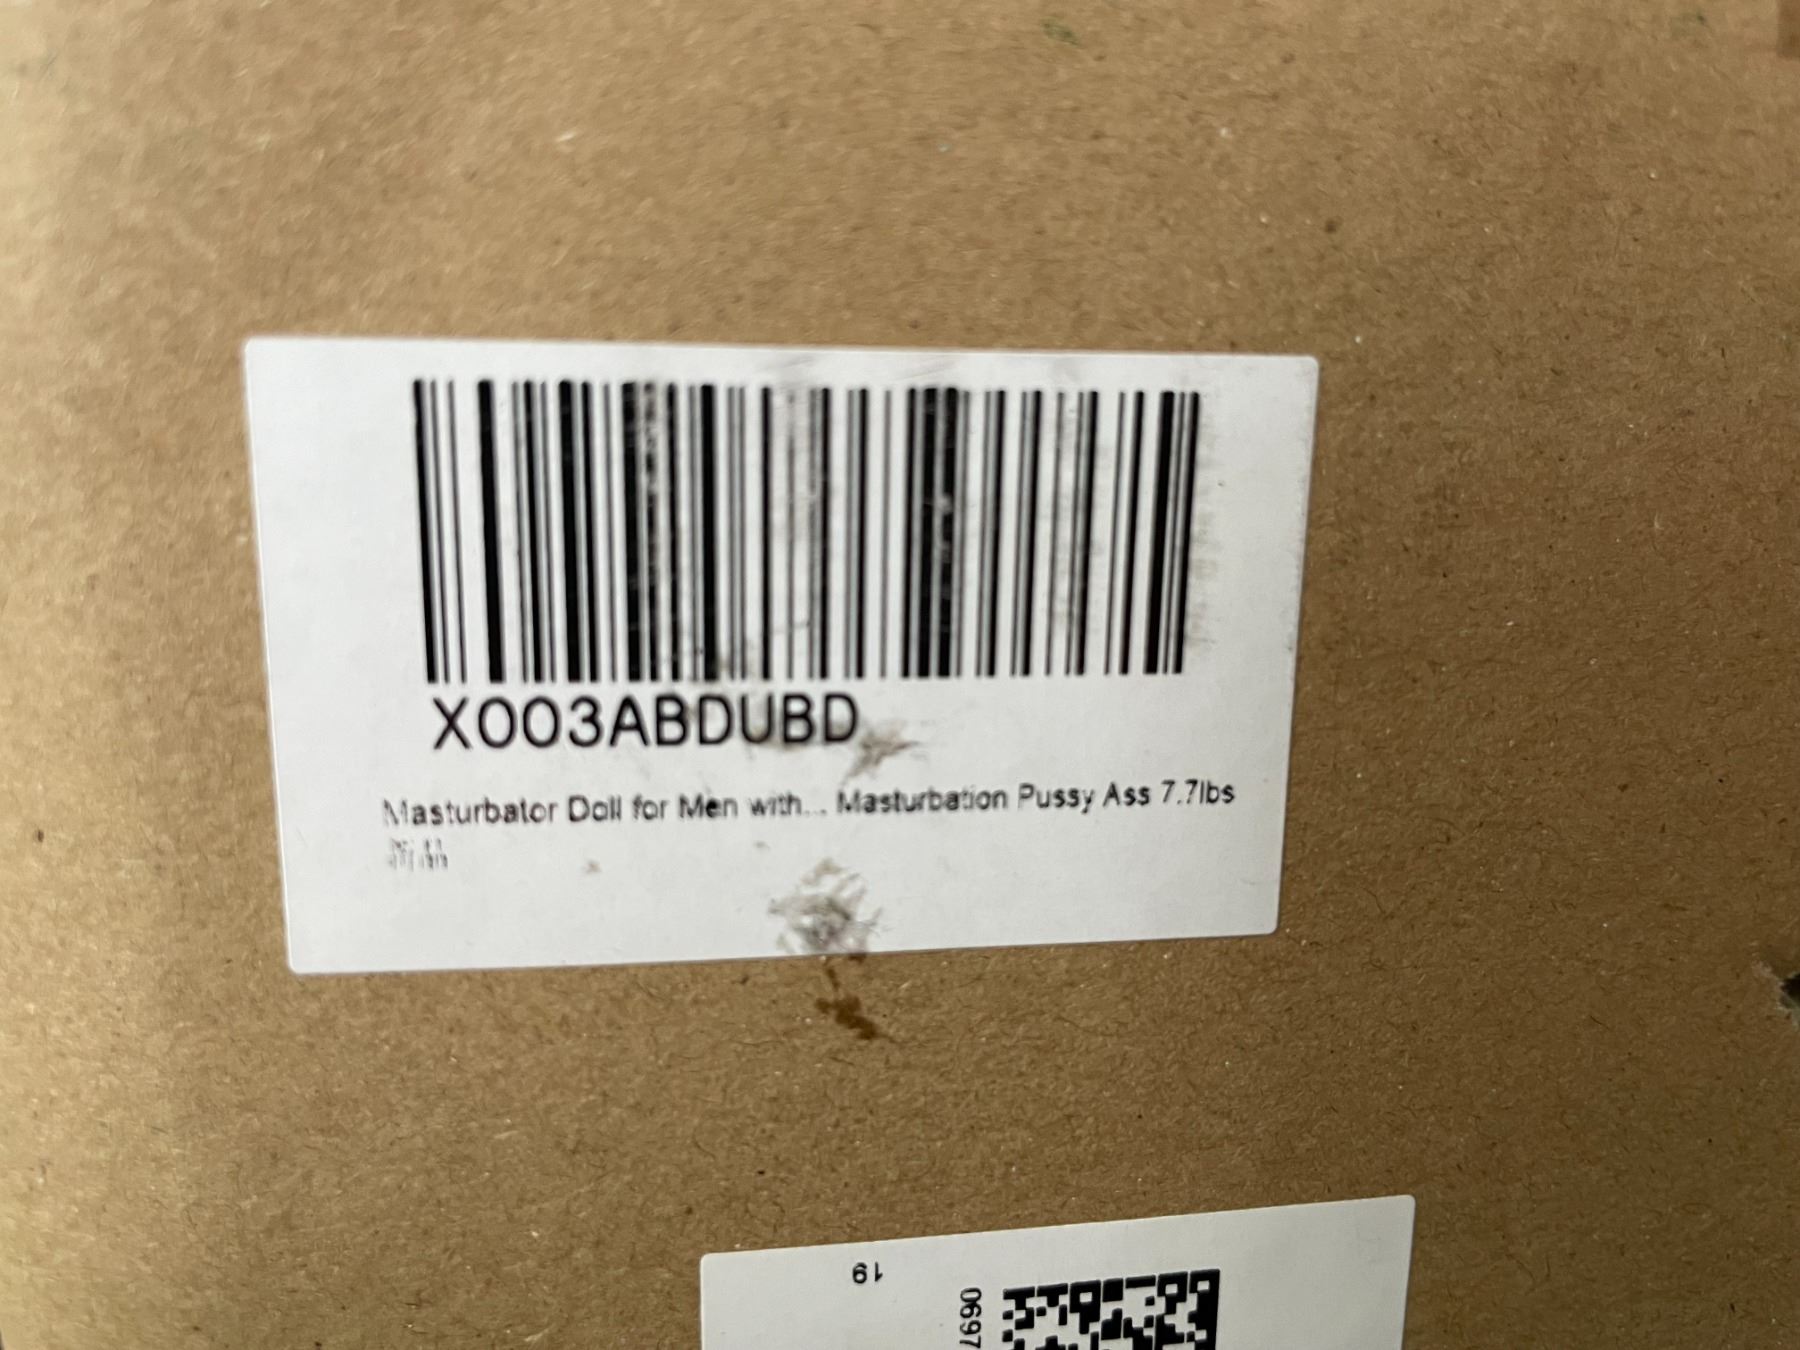 X003ABDUBD
Masturbator Doll for Men with... Masturbation Pussy Ass 7.7lbs
19